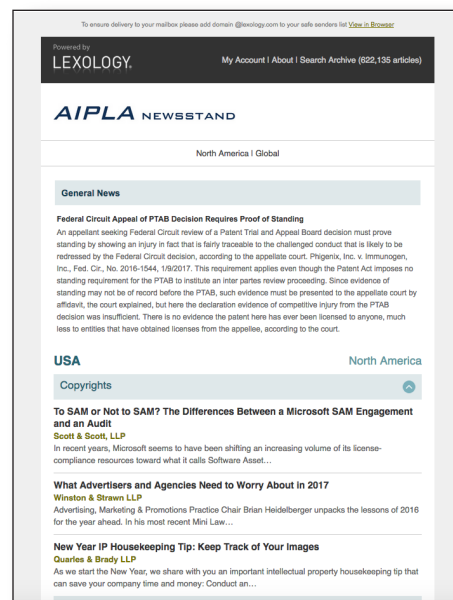 To ensure delivery to your mailbox please add domain @lexology.com to your safe senders list View in Browser
Powered by
LEXOLOGY.
My Account | About | Search Archive (622,135 articles)
AIPLA NEWSSTAND
North America | Global
General News
Federal Circuit Appeal of PTAB Decision Requires Proof of Standing
An appellant seeking Federal Circuit review of a Patent Trial and Appeal Board decision must prove
standing by showing an injury in fact that is fairly traceable to the challenged conduct that is likely to be
redressed by the Federal Circuit decision, according to the appellate court. Phigenix, Inc. v. Immunogen,
Inc., Fed. Cir., No. 2016-1544, 1/9/2017. This requirement applies even though the Patent Act imposes no
standing requirement for the PTAB to institute an inter partes review proceeding. Since evidence of
standing may not be of record before the PTAB, such evidence must be presented to the appellate court by
affidavit, the court explained, but here the declaration evidence of competitive injury from the PTAB
decision was insufficient. There is no evidence the patent here has ever been licensed to anyone, much
less to entities that have obtained licenses from the appellee, according to the court.
USA
North America
Copyrights
To SAM or Not to SAM? The Differences Between a Microsoft SAM Engagement
and an Audit
Scott & Scott, LLP
In recent years, Microsoft seems to have been shifting an increasing volume of its license-
compliance resources toward what it calls Software Asset…
What Advertisers and Agencies Need to Worry About in 2017
Winston & Strawn LLP
Advertising, Marketing & Promotions Practice Chair Brian Heidelberger unpacks the lessons of 2016
for the year ahead. In his most recent Mini Law…
New Year IP Housekeeping Tip: Keep Track of Your Images
Quarles & Brady LLP
As we start the New Year, we share with you an important intellectual property housekeeping tip that
can save your company time and money: Conduct an…